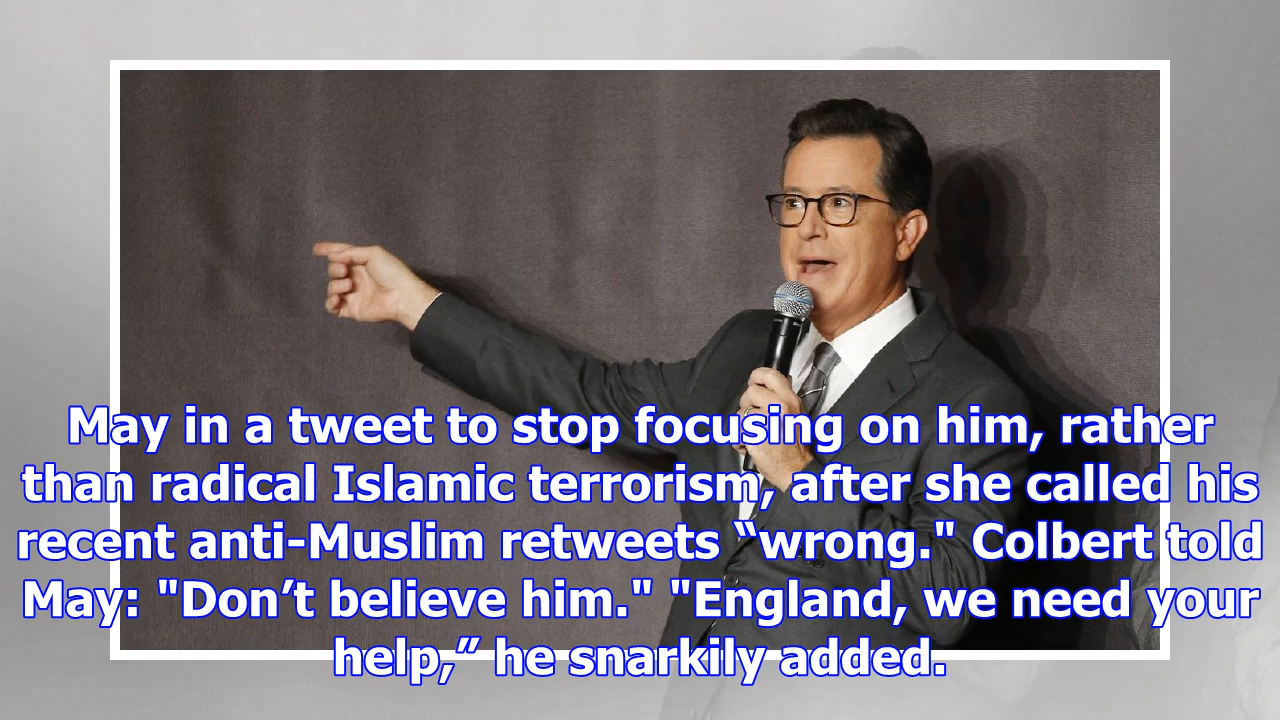 May in a tweet to stop focusing on him, rather
than radical Islamic terrorism, after she called his
recent anti-Muslim retweets “wrong." Colbert told
May: "Don’t believe him." "England, we need your
help,” he snarkily added.